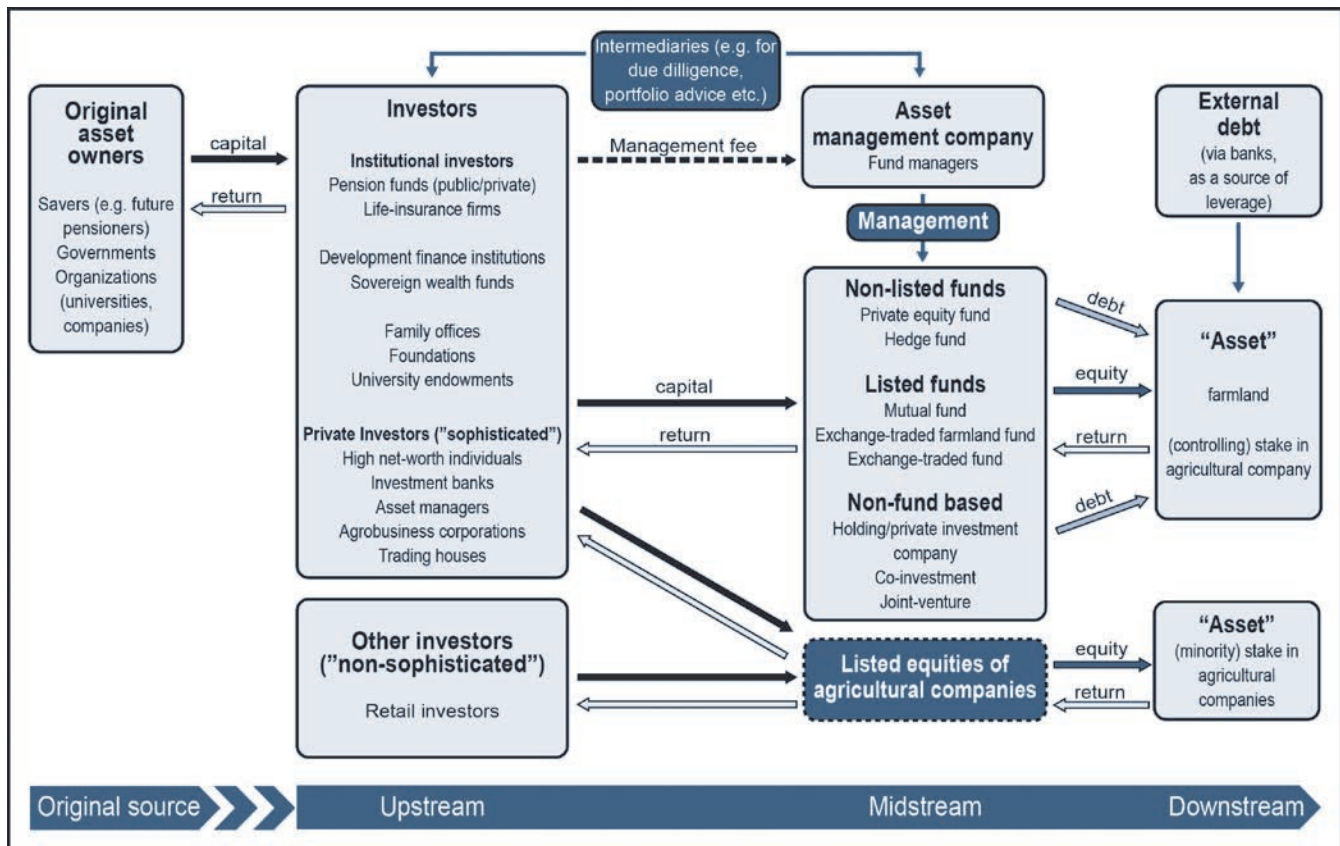 Intermediaries (e.g. for
due dilligence,
portfolio advice etc.)
Original
asset
owners
Savers (e.g. future
pensioners)
Governments
Organizations
(universities,
companies)
capital
return
Investors
Institutional investors
Pension funds (public/private)
Life-insurance firms
Development finance institutions
Sovereign wealth funds
Family offices
Foundations
University endowments
Private Investors ("sophisticated")
High net-worth individuals
Investment banks
Asset managers
Agrobusiness corporations
Trading houses
Other investors
("non-sophisticated")
Retail investors
Management fee
capital
return
Asset
management company
Fund managers
Management
Non-listed funds
Private equity fund
Hedge fund
Listed funds
Mutual fund
Exchange-traded farmland fund
Exchange-traded fund
Non-fund based
Holding/private investment
company
Co-investment
Joint-venture
Listed equities of
agricultural companies
debt
equity
return
debt
equity
return
External
debt
(via banks,
as a source of
leverage)
“Asset”
farmland
(controlling) stake in
agricultural company
“Asset”
(minority) stake in
agricultural
companies
Original source
Upstream
Midstream
Downstream